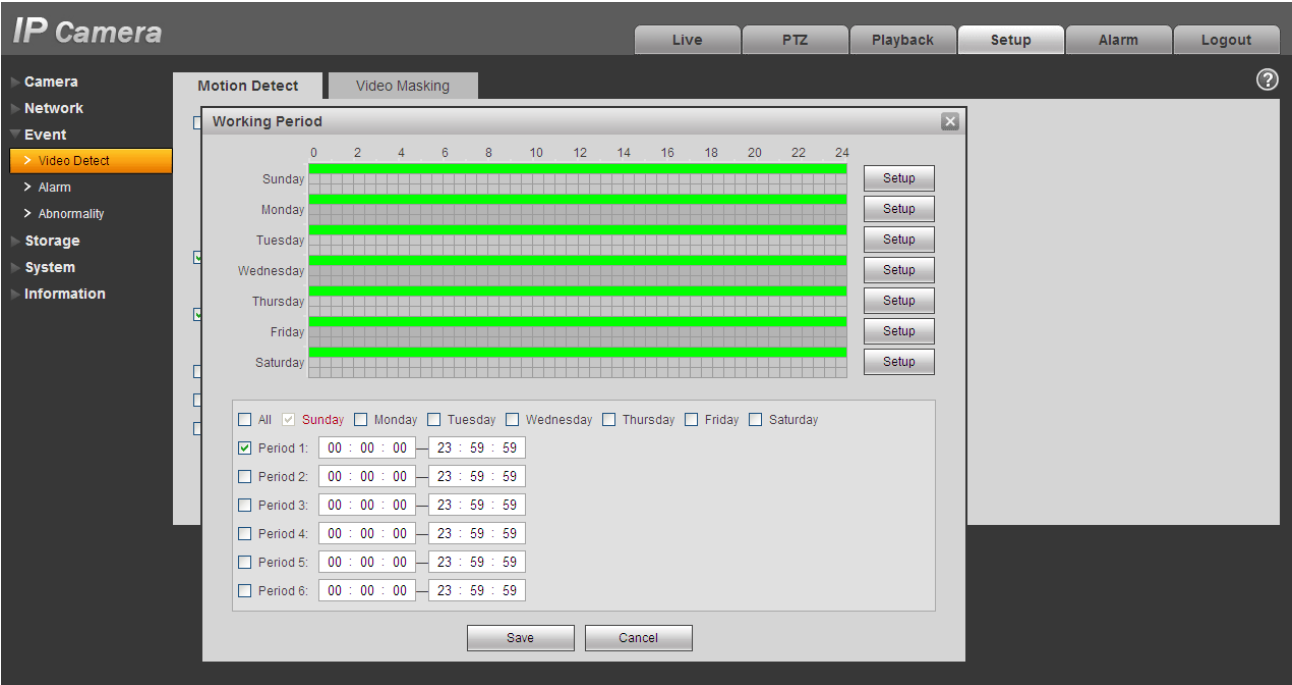 IP Camera
Live PTZ Playback Setup Alarm Logout
Camera
Network
Event
Video Detect
Alarm
Abnormality
Storage
System
Information
Motion Detect Video Masking
?
Working Period
0 2 4 6 8 10 12 14 16 18 20 22 24
Sunday Setup
Monday Setup
Tuesday Setup
Wednesday Setup
Thursday Setup
Friday Setup
Saturday Setup
All Sunday Monday Tuesday Wednesday Thursday Friday Saturday
Period 1: 00 : 00 : 00 — 23 : 59 : 59
Period 2: 00 : 00 : 00 — 23 : 59 : 59
Period 3: 00 : 00 : 00 — 23 : 59 : 59
Period 4: 00 : 00 : 00 — 23 : 59 : 59
Period 5: 00 : 00 : 00 — 23 : 59 : 59
Period 6: 00 : 00 : 00 — 23 : 59 : 59
Save Cancel